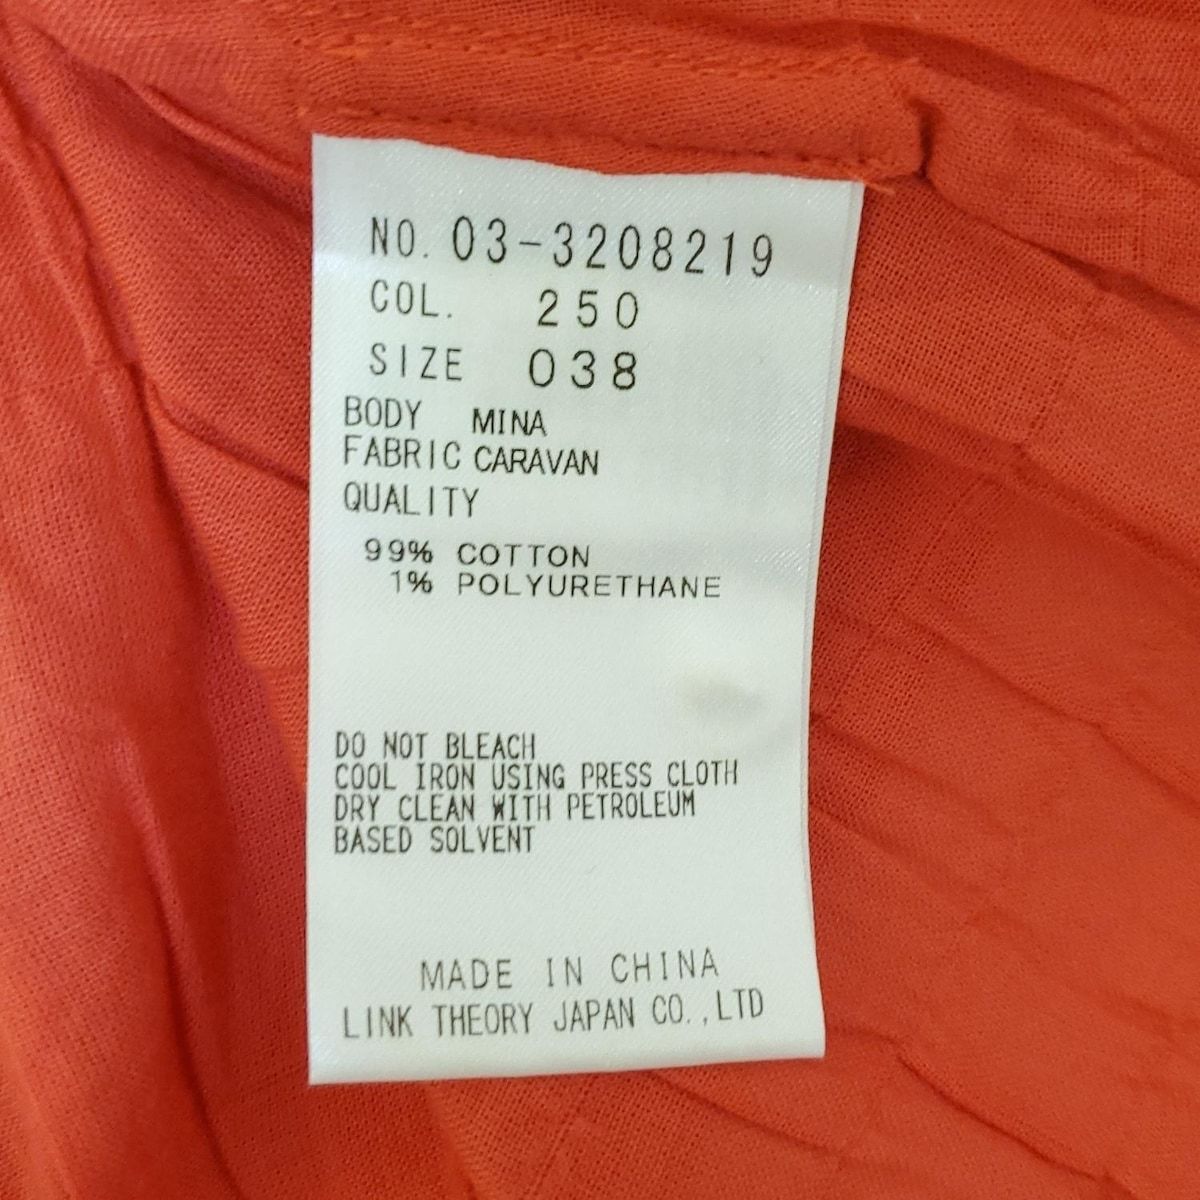 NO. 03-3208219
COL. 250
SIZE 038
BODY MINA
FABRIC CARAVAN
QUALITY
99% COTTON
1% POLYURETHANE
DO NOT BLEACH
COOL IRON USING PRESS CLOTH
DRY CLEAN WITH PETROLEUM
BASED SOLVENT
MADE IN CHINA
LINK THEORY JAPAN CO.,LTD